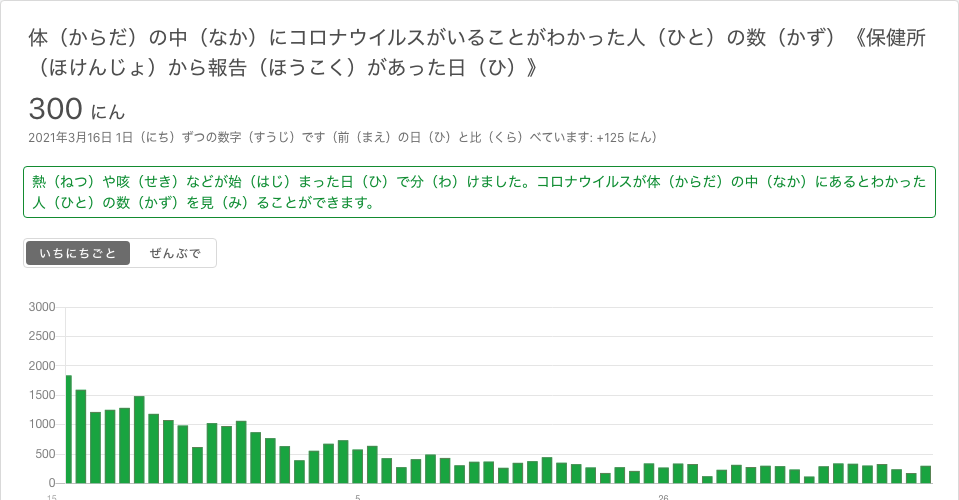 体（からだ）の中（なか）にコロナウイルスがいることがわかった人（ひと）の数（かず）《保健所
（ほけんじょ）から報告（ほうこく）があった日（ひ）》
300 にん
2021年3月16日 1日（にち）ずつの数字（すうじ）です（前（まえ）の日（ひ）と比（くら）べています: +125 にん）
熱（ねつ）や咳（せき）などが始（はじ）まった日（ひ）で分（わ）けました。コロナウイルスが体（からだ）の中（なか）にあるとわかった
人（ひと）の数（かず）を見（み）ることができます。
いちにちごと ぜんぶで
3000
2500
2000
1500
1000
500
0
15 5 26